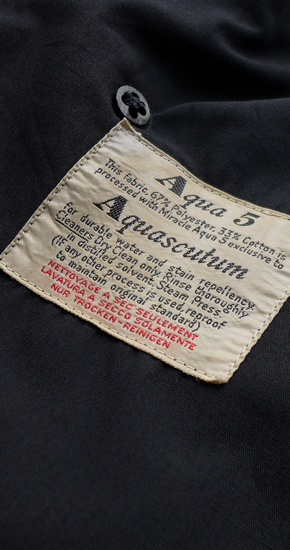 Aqua 5
This fabric, 67% Polyester, 33% Cotton is
processed with Miracle Aqua 5 exclusive to
Aquascutum
for durable water and stain repellency.
Cleaners Dry Clean only. Rinse thoroughly
in distilled solvent. Steam Press.
(If any other process is used, reproof
to maintain original standard)
NETTOYAGE A SEC SEULEMENT
LAVATURA A SECCO SOLAMENTE
NUR TROCKEN-REINIGEN